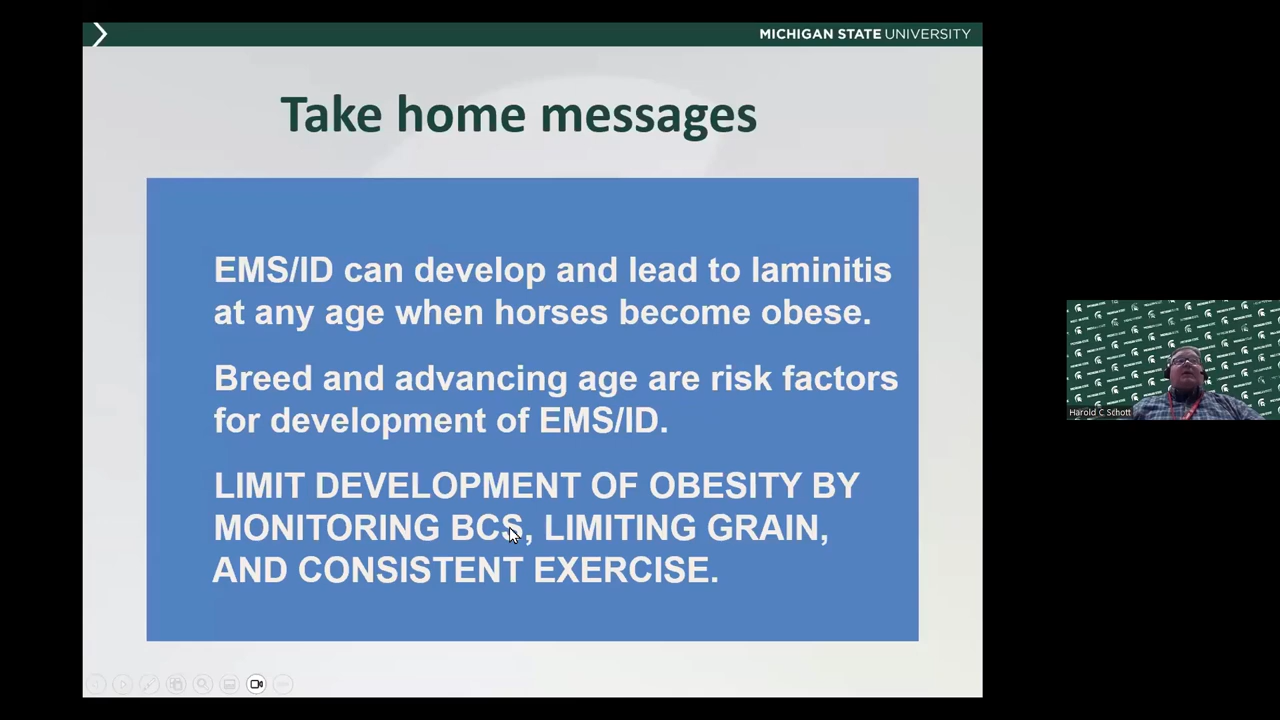 MICHIGAN STATE UNIVERSITY
Take home messages
EMS/ID can develop and lead to laminitis
at any age when horses become obese.
Breed and advancing age are risk factors
for development of EMS/ID.
LIMIT DEVELOPMENT OF OBESITY BY
MONITORING BCS, LIMITING GRAIN,
AND CONSISTENT EXERCISE.
Harold C Schott